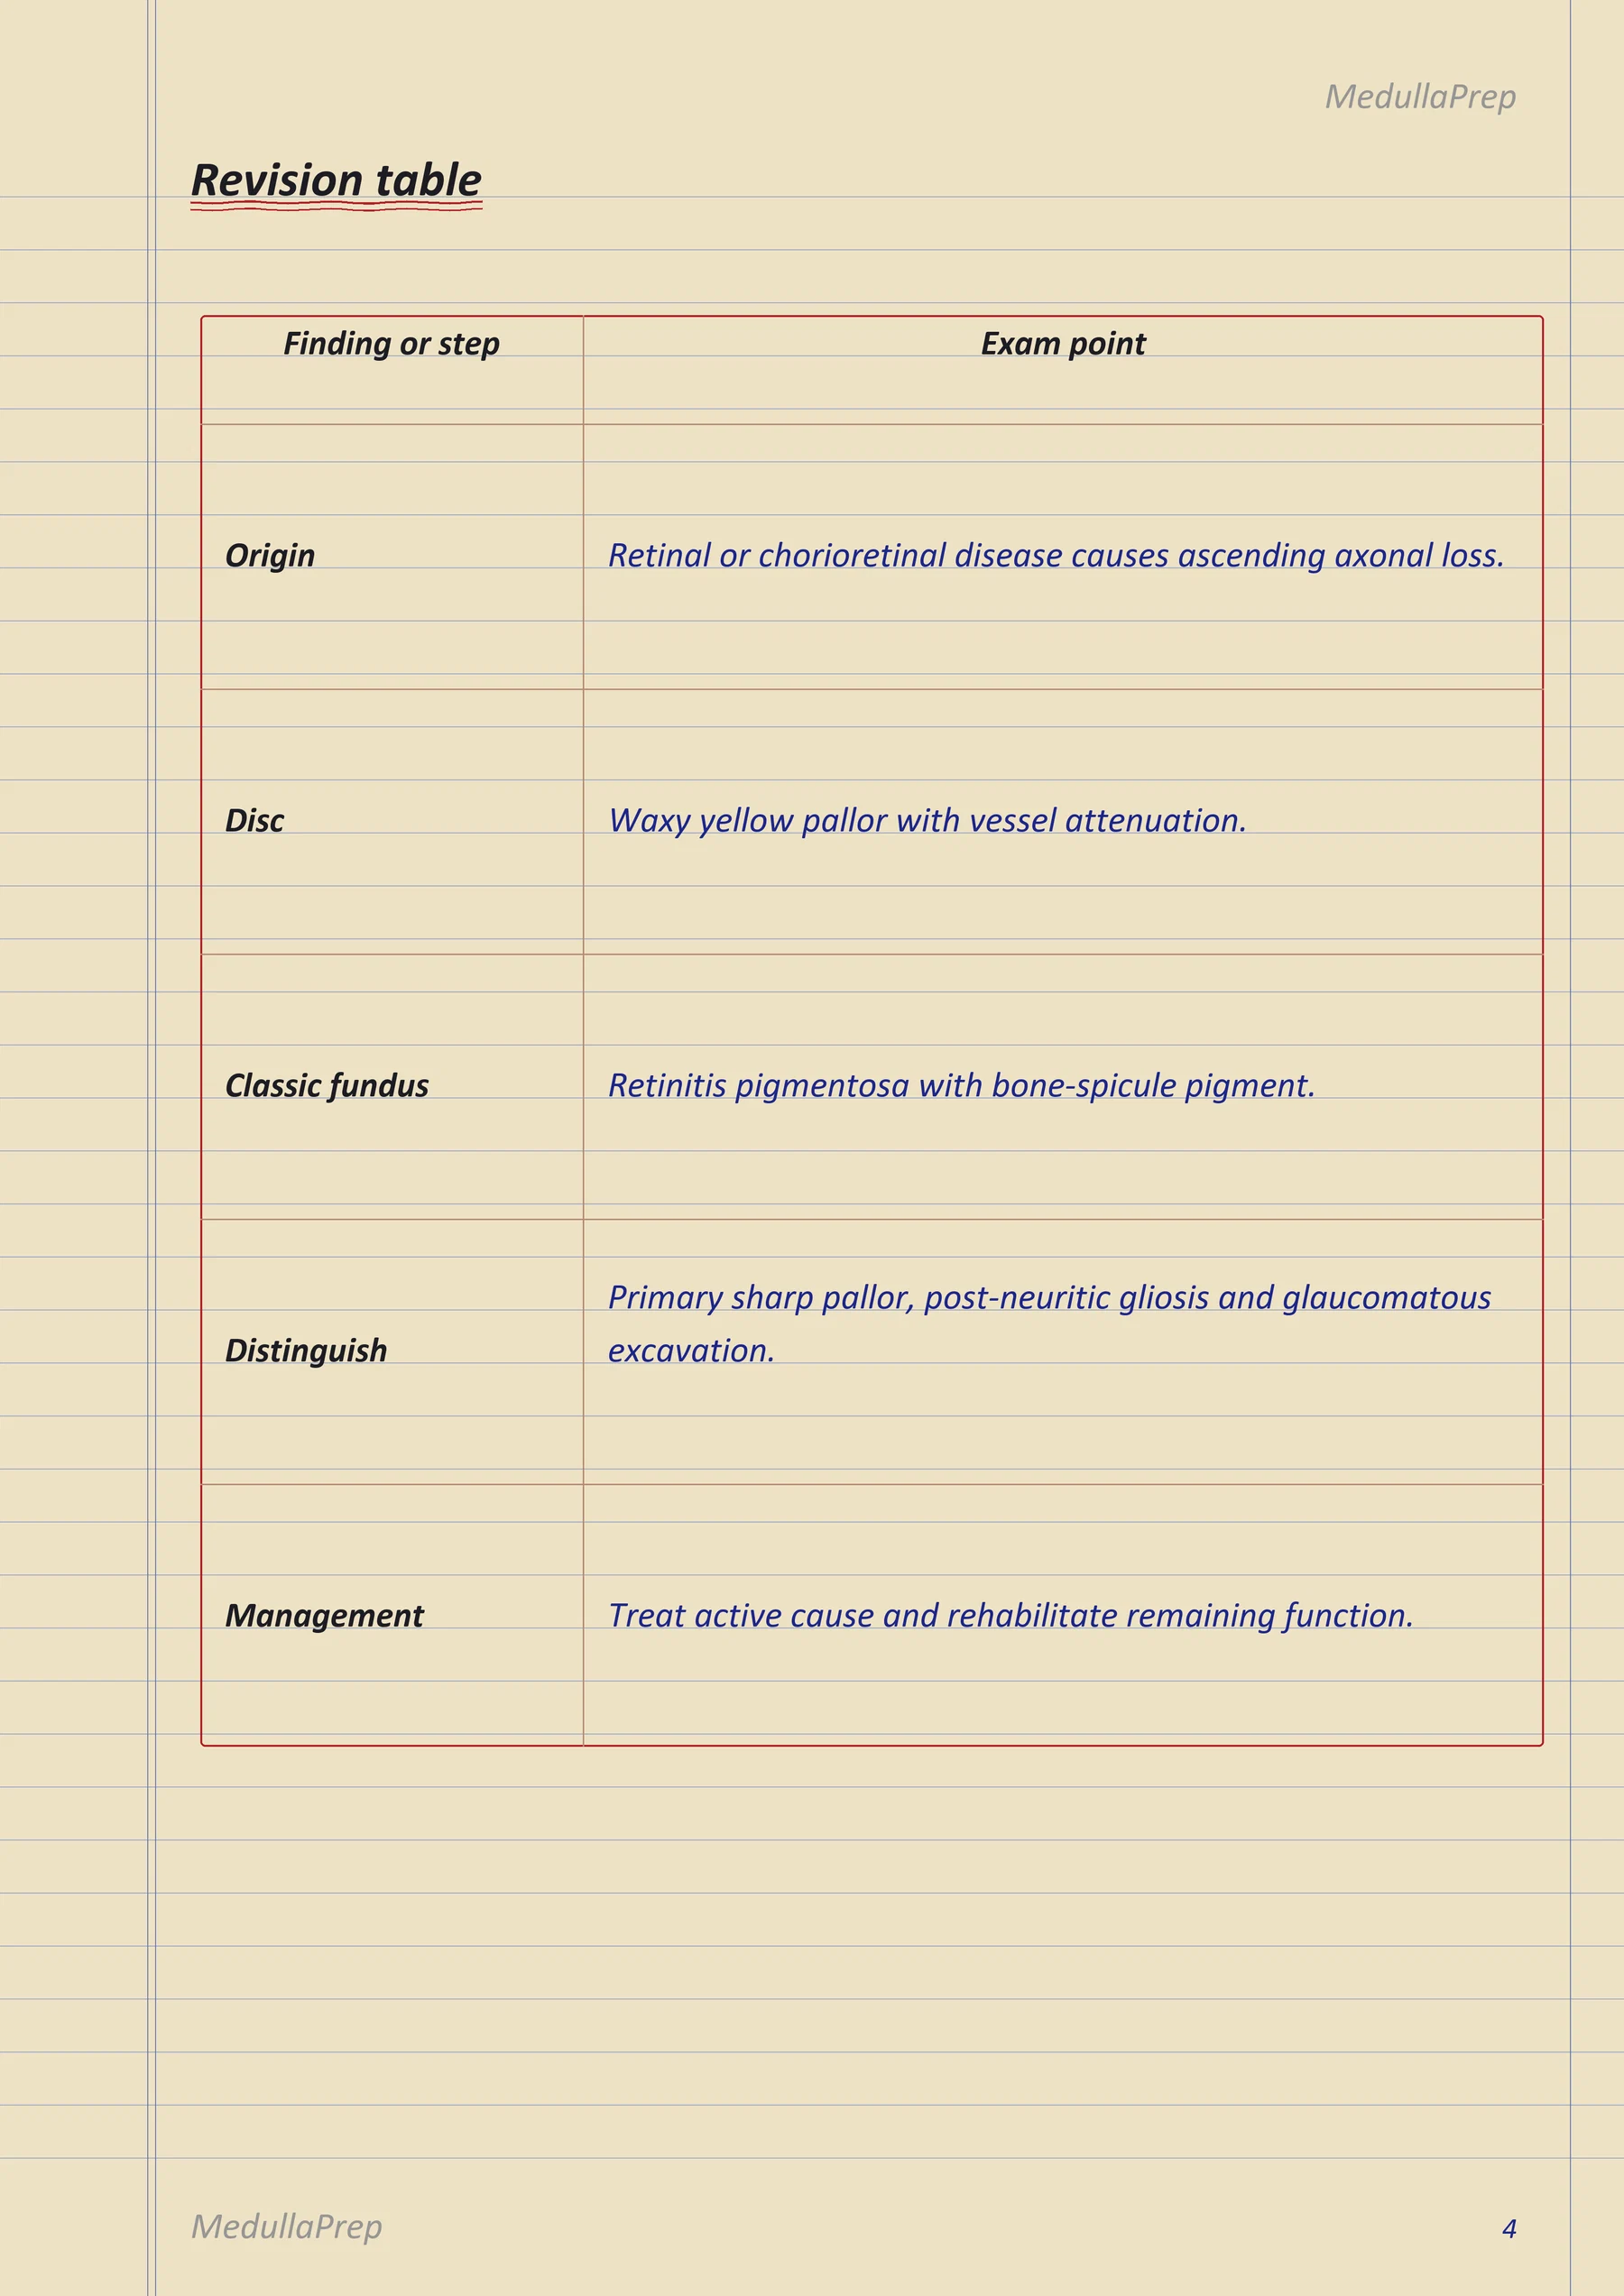 MedullaPrep
Revision table
Finding or step
Exam point
Origin
Retinal or chorioretinal disease causes ascending axonal loss.
Disc
Waxy yellow pallor with vessel attenuation.
Classic fundus
Retinitis pigmentosa with bone-spicule pigment.
Distinguish
Primary sharp pallor, post-neuritic gliosis and glaucomatous
excavation.
Management
Treat active cause and rehabilitate remaining function.
MedullaPrep
4